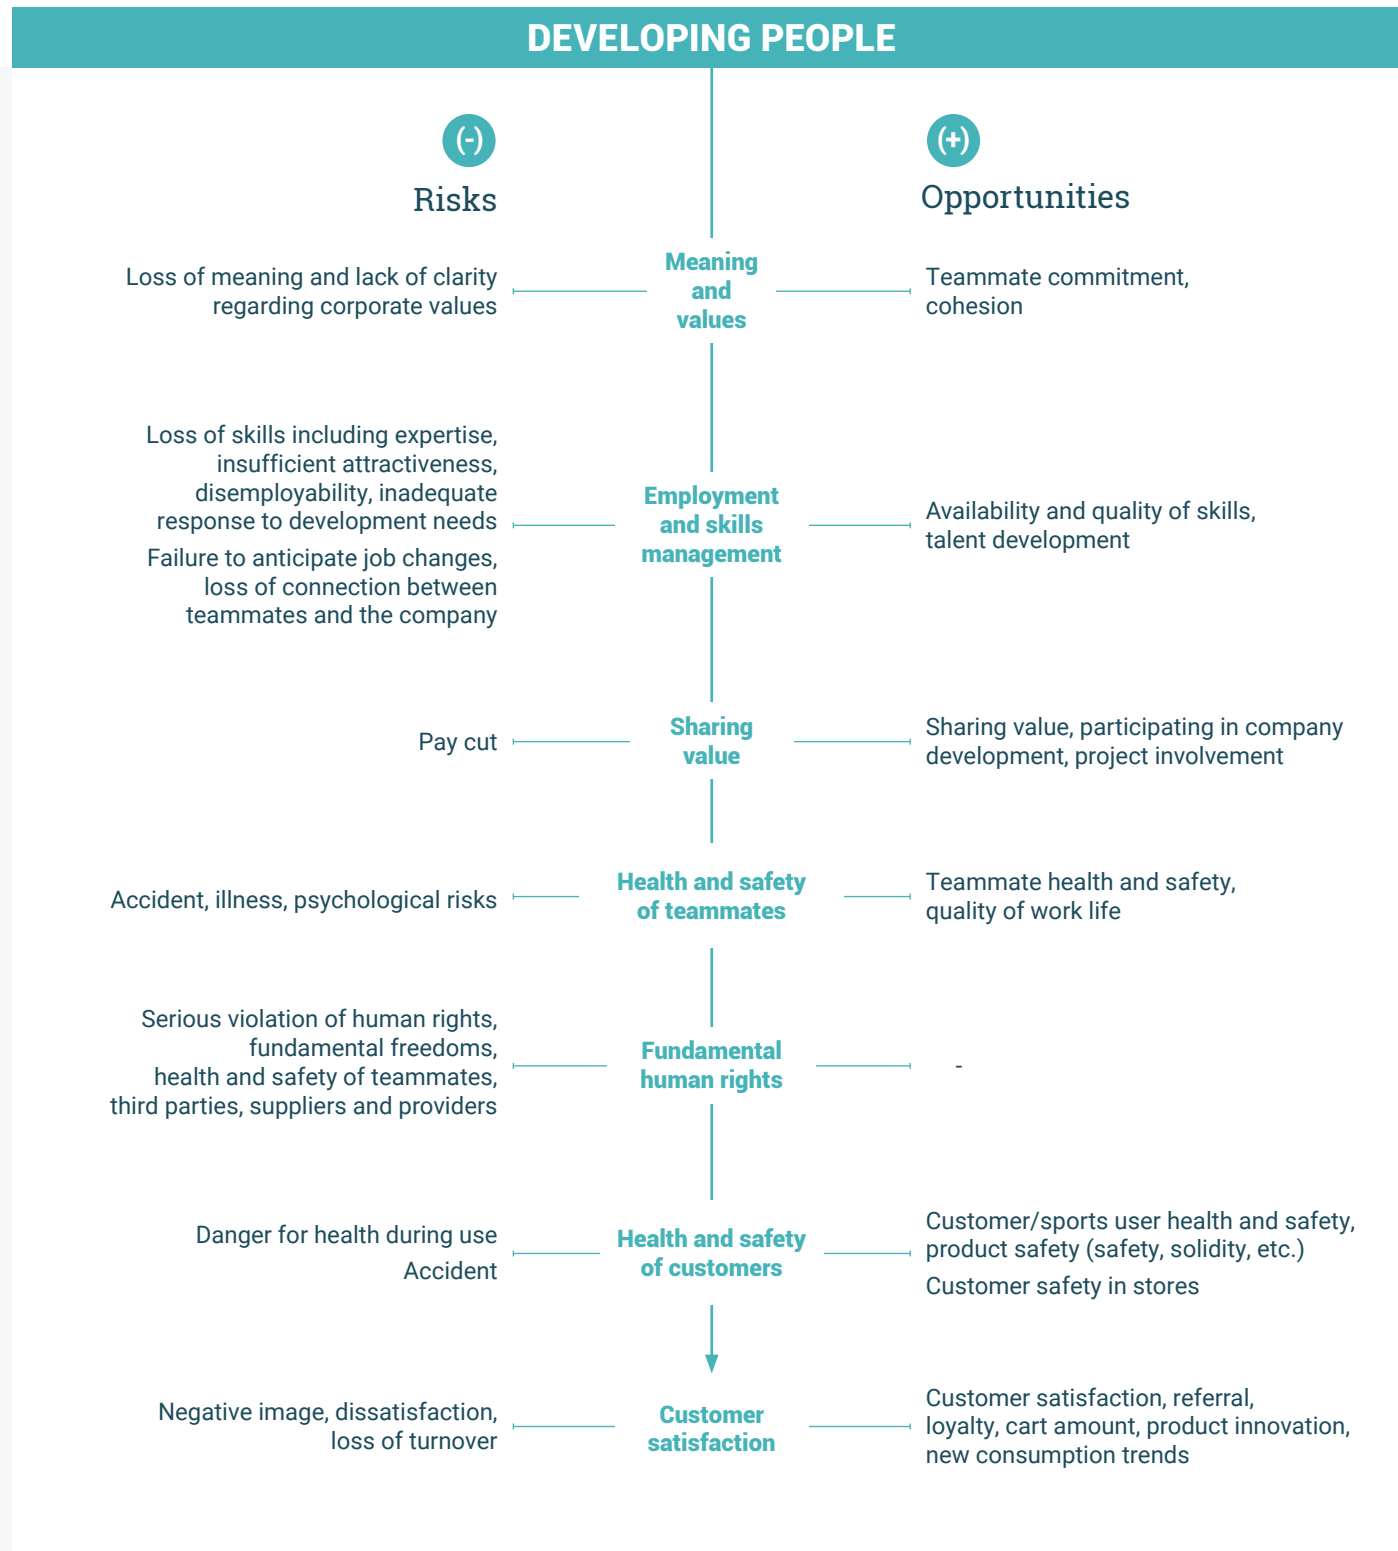 DEVELOPING PEOPLE
(-)
Risks
(+)
Opportunities
Loss of meaning and lack of clarity
regarding corporate values
Meaning
and
values
Teammate commitment,
cohesion
Loss of skills including expertise,
insufficient attractiveness,
disemployability, inadequate
response to development needs
Failure to anticipate job changes,
loss of connection between
teammates and the company
Employment
and skills
management
Availability and quality of skills,
talent development
Pay cut
Sharing
value
Sharing value, participating in company
development, project involvement
Accident, illness, psychological risks
Health and safety
of teammates
Teammate health and safety,
quality of work life
Serious violation of human rights,
fundamental freedoms,
health and safety of teammates,
third parties, suppliers and providers
Fundamental
human rights
-
Danger for health during use
Accident
Health and safety
of customers
Customer/sports user health and safety,
product safety (safety, solidity, etc.)
Customer safety in stores
Negative image, dissatisfaction,
loss of turnover
Customer
satisfaction
Customer satisfaction, referral,
loyalty, cart amount, product innovation,
new consumption trends